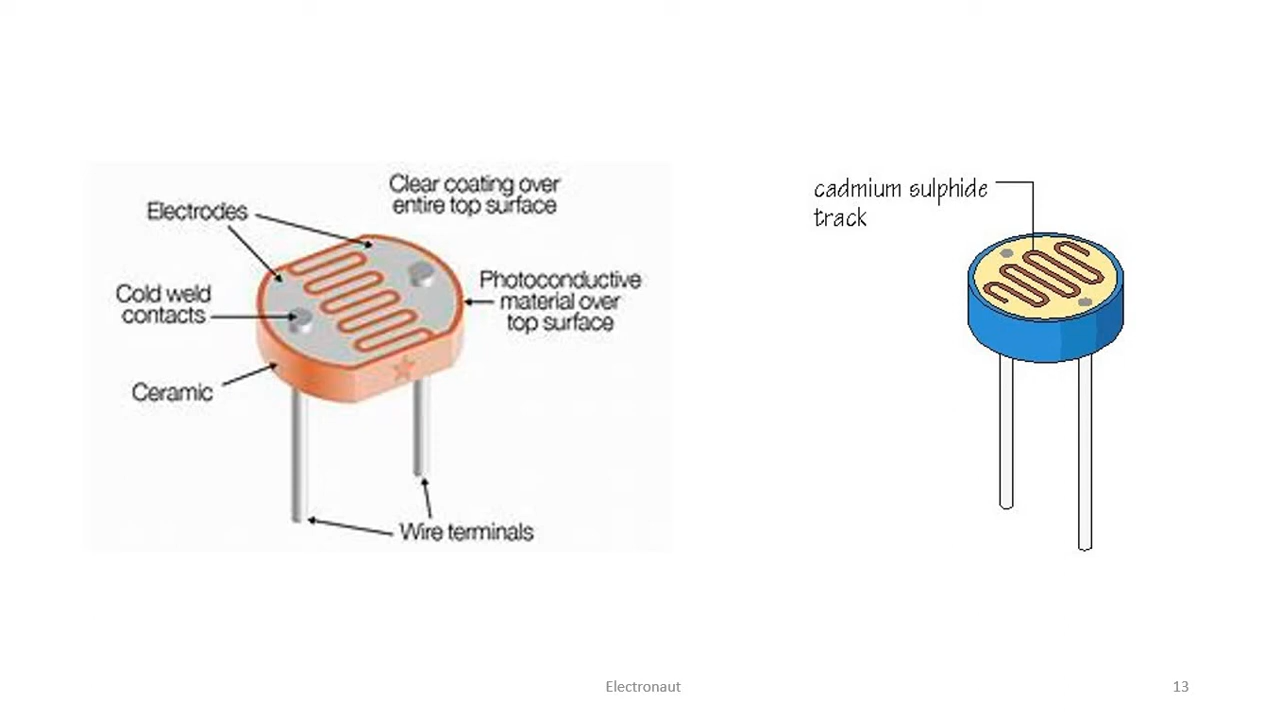 Clear coating over
entire top surface
Electrodes
Photoconductive
material over
top surface
Cold weld
contacts
Ceramic
Wire terminals
cadmium sulphide
track
Electronaut
13